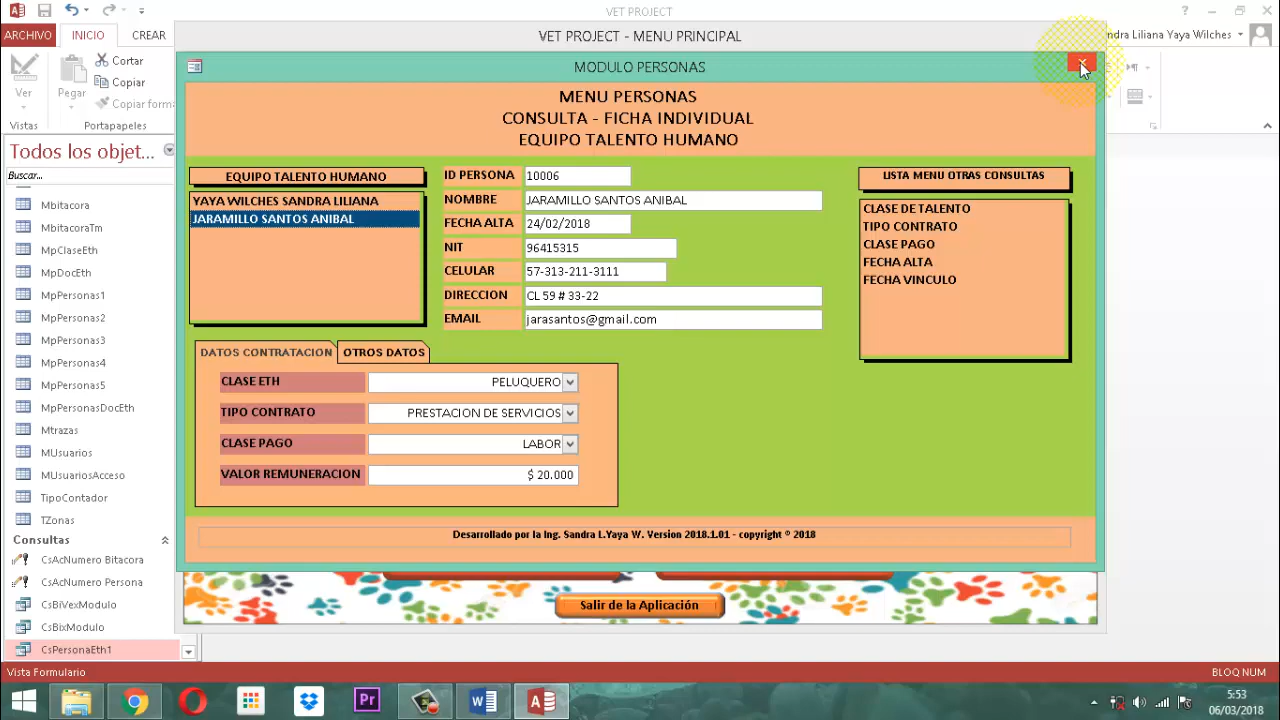 VET PROJECT
ARCHIVO
INICIO
CREAR
VET PROJECT - MENU PRINCIPAL
ndra Liliana Yaya Wilches
Ver
Pegar
Cortar
Copiar
Copiar forma
Vistas
Portapapeles
Todos los objet...
Buscar...
Mbitacora
MbitacoraTm
MpClaseEth
MpDocEth
MpPersonas1
MpPersonas2
MpPersonas3
MpPersonas4
MpPersonas5
MpPersonasDocEth
Mtrazas
MUsuarios
MUsuariosAcceso
TipoContador
TZonas
Consultas
CsAcNumero Bitacora
CsAcNumero Persona
CsBiVexModulo
CsBixModulo
CsPersonaEth1
MODULO PERSONAS
MENU PERSONAS
CONSULTA - FICHA INDIVIDUAL
EQUIPO TALENTO HUMANO
EQUIPO TALENTO HUMANO
YAYA WILCHES SANDRA LILIANA
JARAMILLO SANTOS ANIBAL
ID PERSONA 10006
NOMBRE JARAMILLO SANTOS ANIBAL
FECHA ALTA 24/02/2018
NIT 96415315
CELULAR 57-313-211-3111
DIRECCION CL 59 # 33-22
EMAIL jarasantos@gmail.com
LISTA MENU OTRAS CONSULTAS
CLASE DE TALENTO
TIPO CONTRATO
CLASE PAGO
FECHA ALTA
FECHA VINCULO
DATOS CONTRATACION
OTROS DATOS
CLASE ETH PELUQUERO
TIPO CONTRATO PRESTACION DE SERVICIOS
CLASE PAGO LABOR
VALOR REMUNERACION $ 20.000
Desarrollado por la Ing. Sandra L.Yaya W. Version 2018.1.01 - copyright ® 2018
Salir de la Aplicación
Vista Formulario
BLOQ NUM
Pr
5:53
06/03/2018